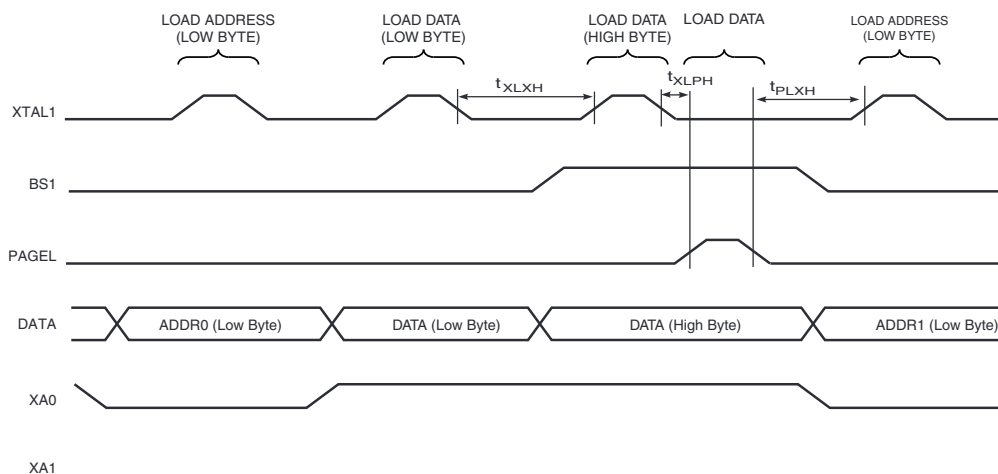 LOAD ADDRESS
(LOW BYTE)
LOAD DATA
(LOW BYTE)
LOAD DATA
(HIGH BYTE)
LOAD DATA
LOAD ADDRESS
(LOW BYTE)
tXLXH
tXLPH
tPLXH
XTAL1
BS1
PAGEL
DATA
ADDR0 (Low Byte)
DATA (Low Byte)
DATA (High Byte)
ADDR1 (Low Byte)
XA0
XA1